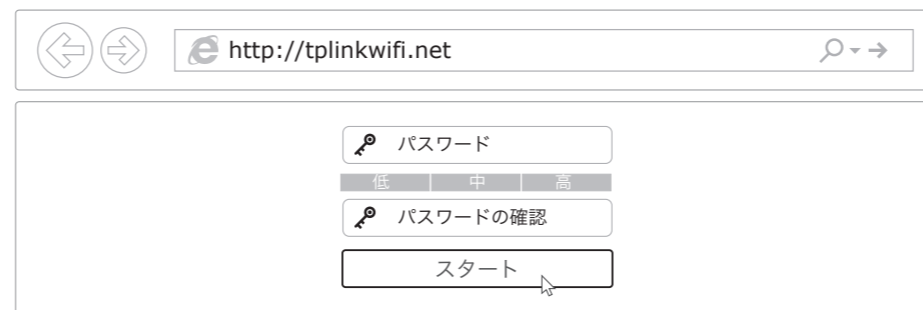 http://tplinkwifi.net
パスワード
低 中 高
パスワードの確認
スタート